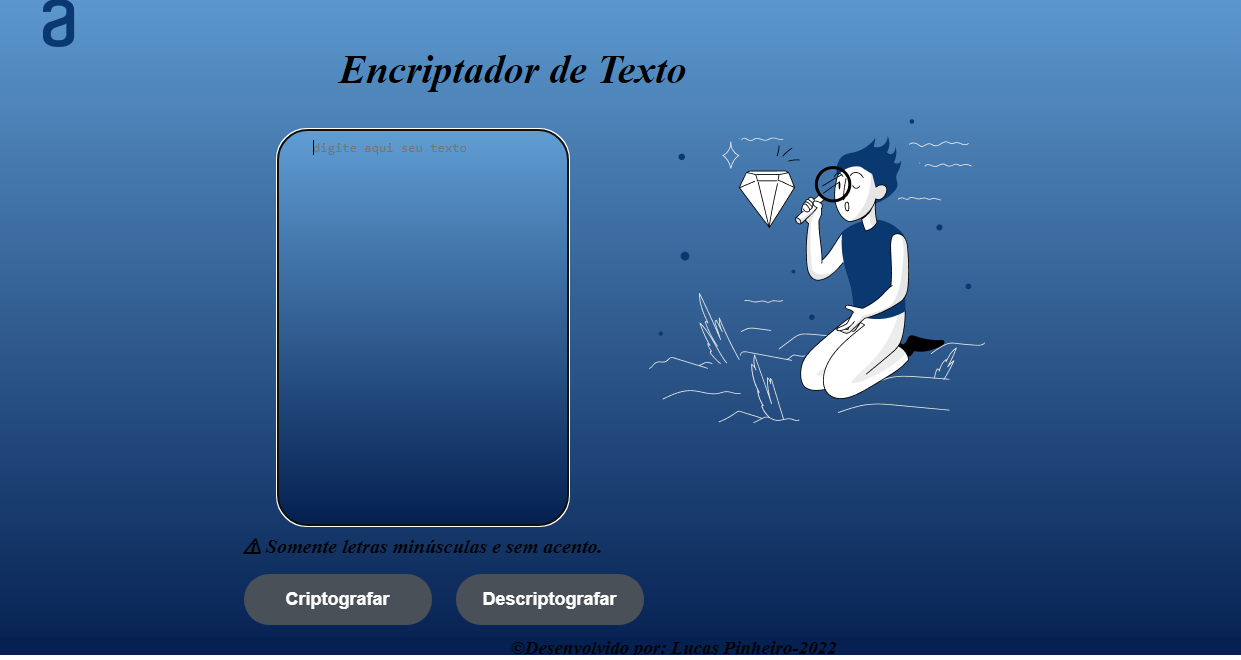 a
Encriptador de Texto
digite aqui seu texto
⚠ Somente letras minúsculas e sem acento.
Criptografar
Descriptografar
©Desenvolvido por: Lucas Pinheiro-2022